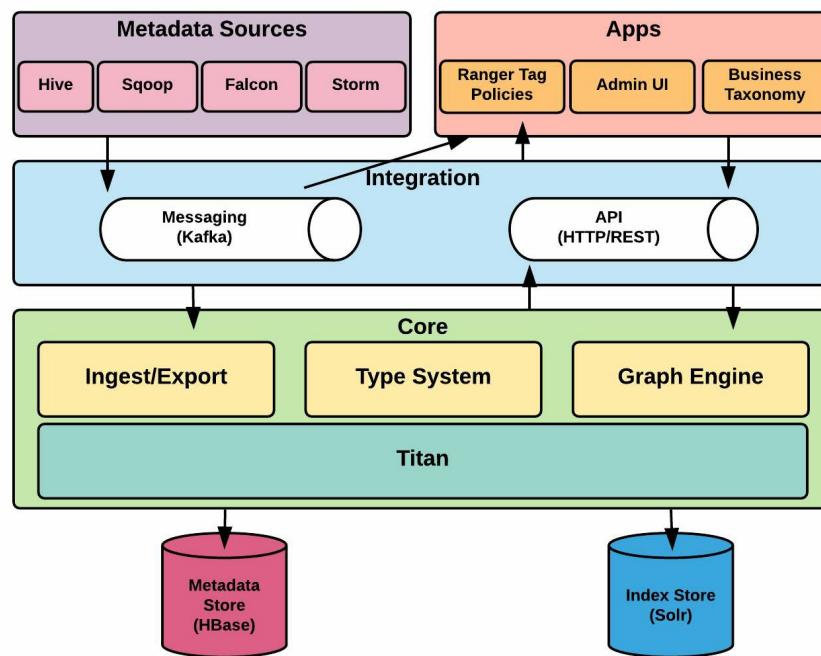 Metadata Sources
Hive
Sqoop
Falcon
Storm
Apps
Ranger Tag
Policies
Admin UI
Business
Taxonomy
Integration
Messaging
(Kafka)
API
(HTTP/REST)
Core
Ingest/Export
Type System
Graph Engine
Titan
Metadata
Store
(HBase)
Index Store
(Solr)